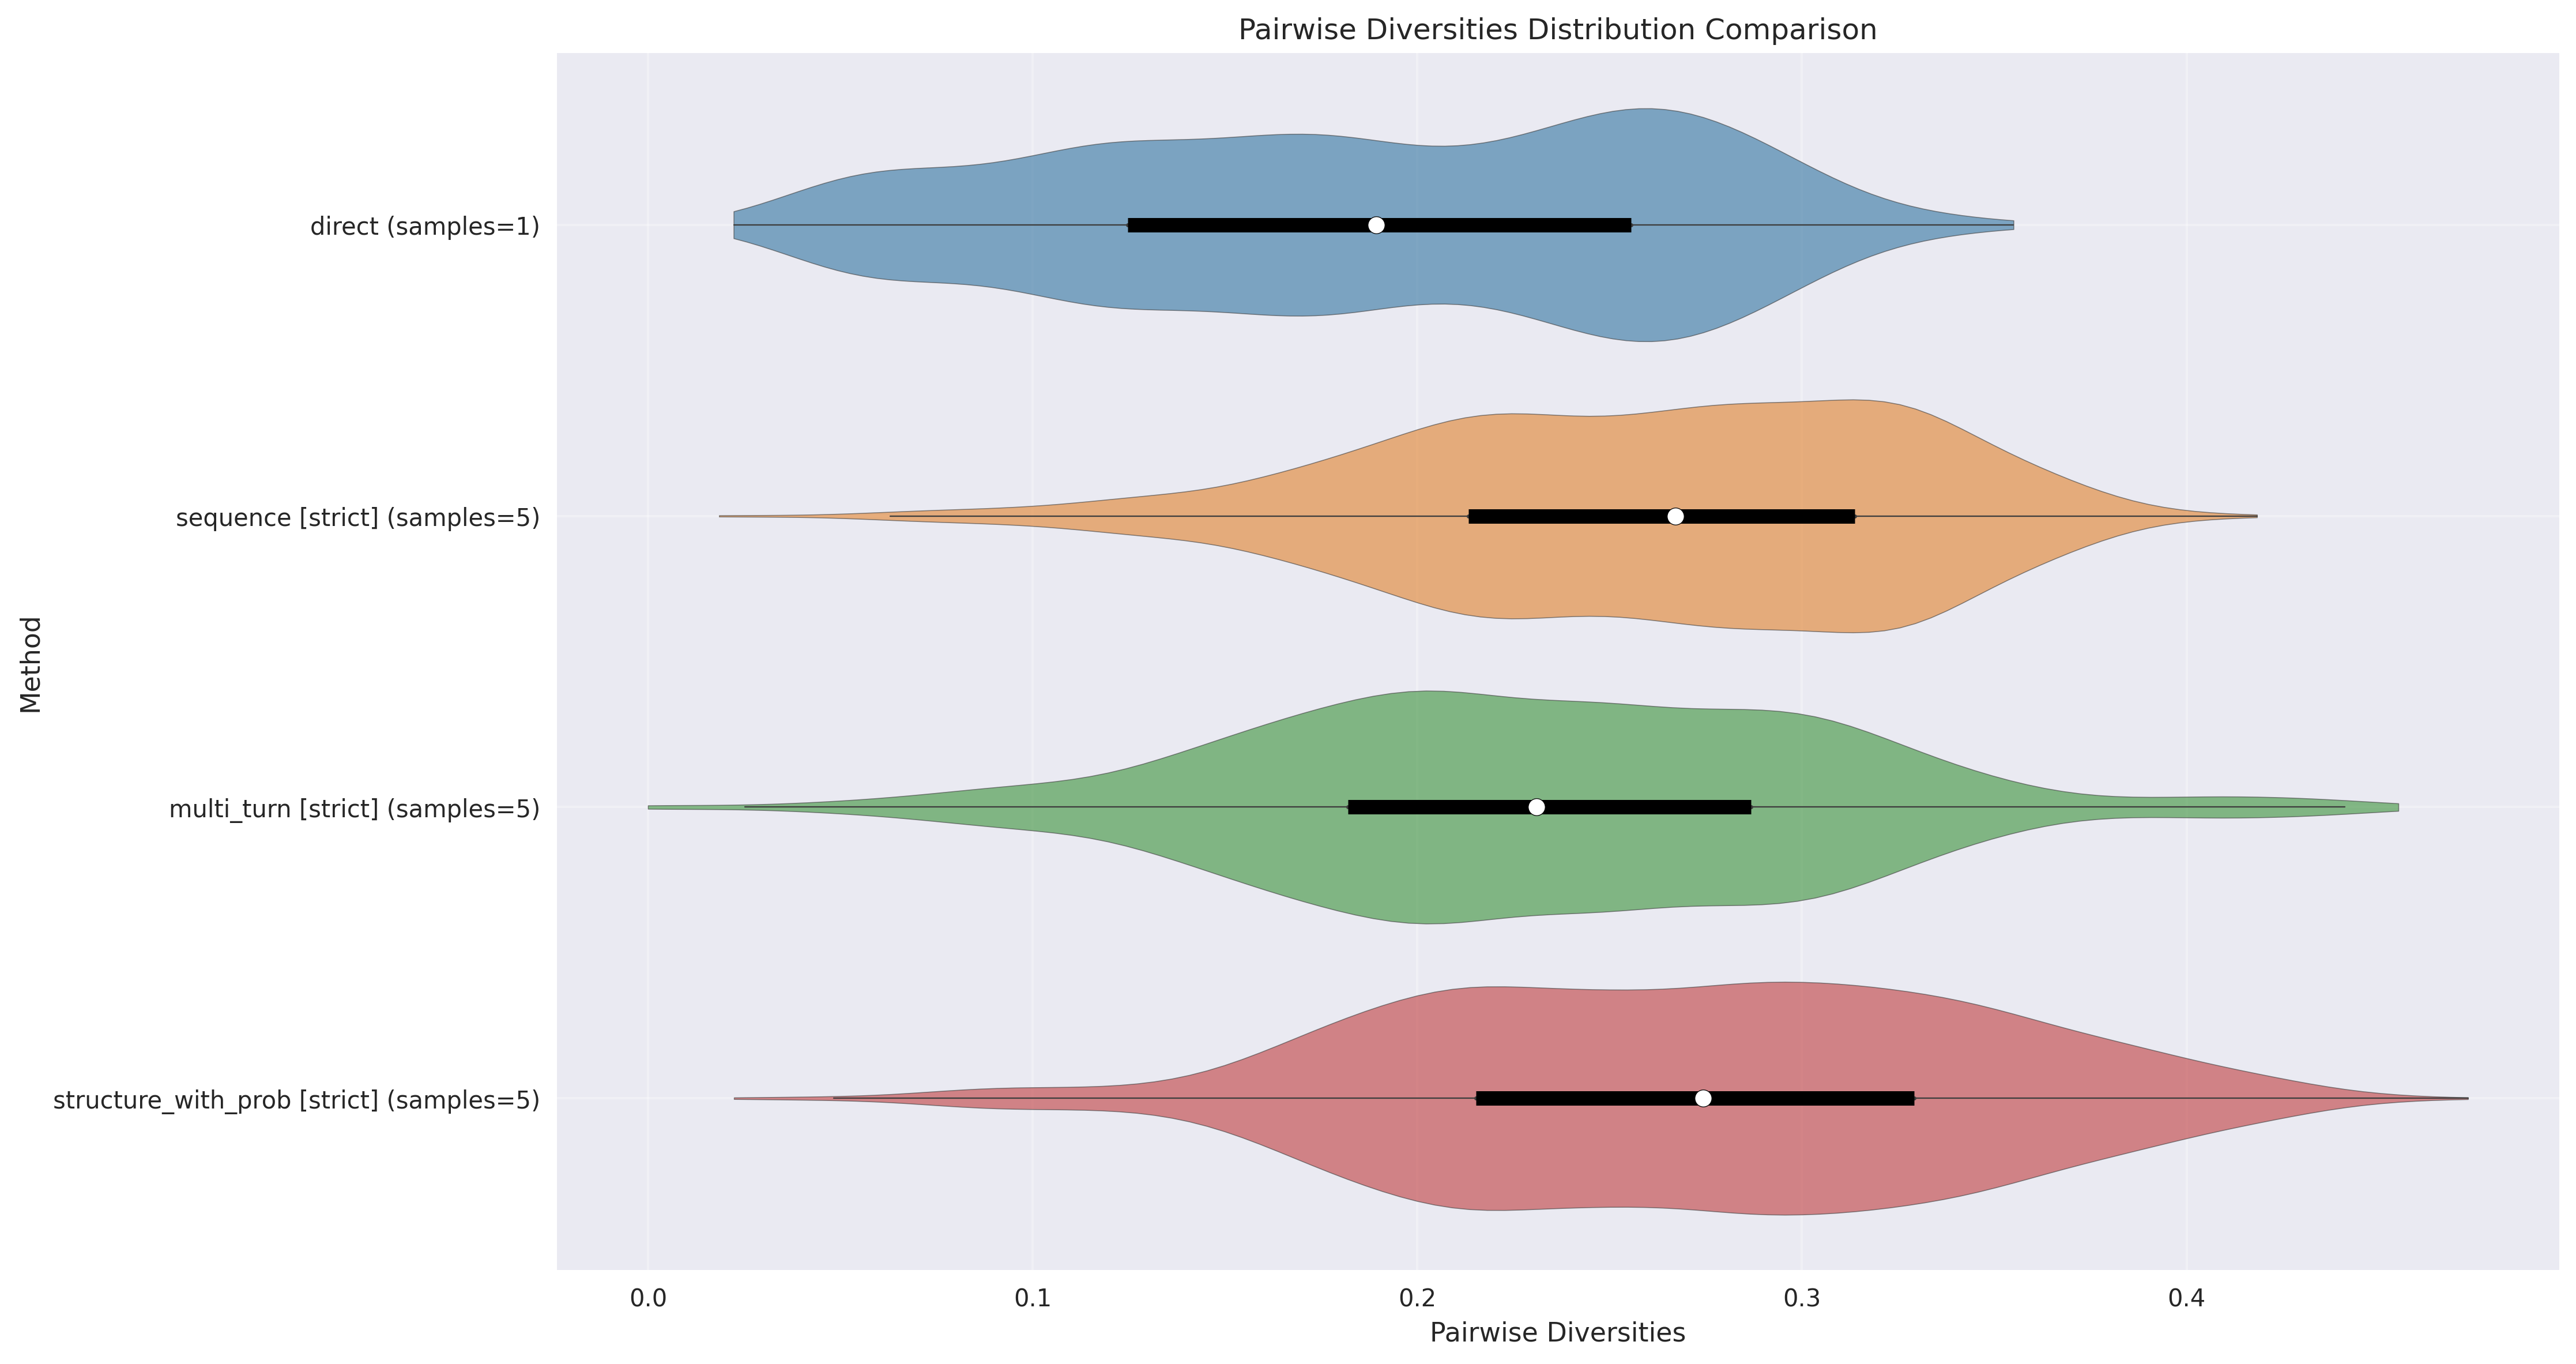 Pairwise Diversities Distribution Comparison
Method
direct (samples=1)
sequence [strict] (samples=5)
multi_turn [strict] (samples=5)
structure_with_prob [strict] (samples=5)
0.0 0.1 0.2 0.3 0.4
Pairwise Diversities